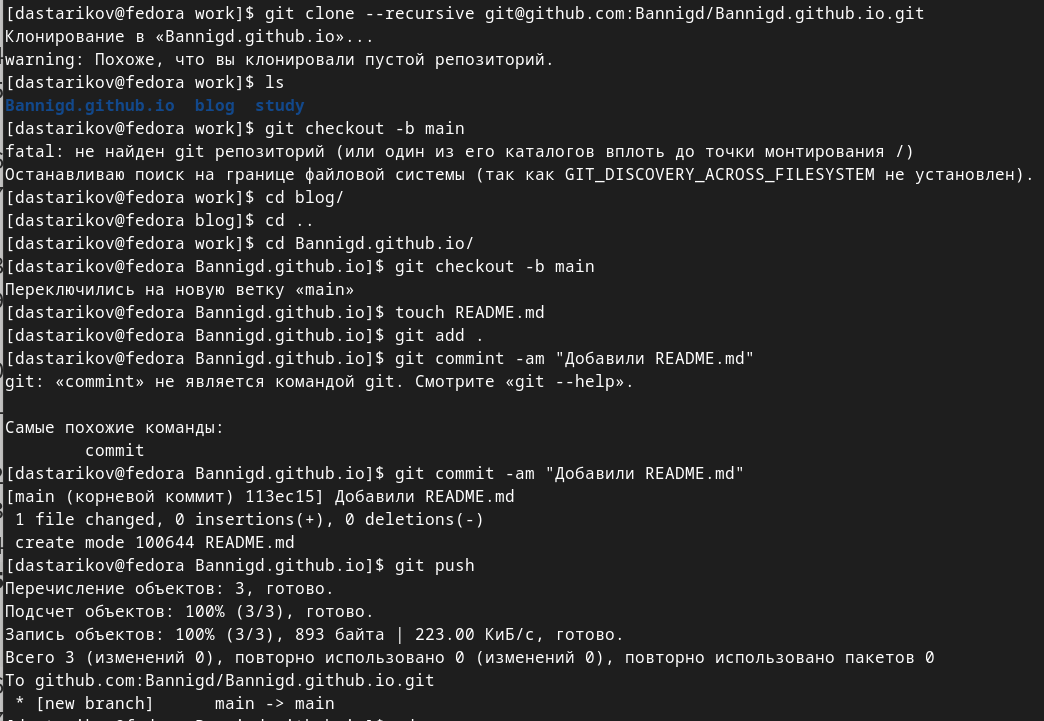 [dastarikov@fedora work]$ git clone --recursive git@github.com:Bannigd/Bannigd.github.io.git
Клонирование в «Bannigd.github.io»...
warning: Похоже, что вы клонировали пустой репозиторий.
[dastarikov@fedora work]$ ls
Bannigd.github.io  blog  study
[dastarikov@fedora work]$ git checkout -b main
fatal: не найден git репозиторий (или один из его каталогов вплоть до точки монтирования /)
Останавливаю поиск на границе файловой системы (так как GIT_DISCOVERY_ACROSS_FILESYSTEM не установлен).
[dastarikov@fedora work]$ cd blog/
[dastarikov@fedora blog]$ cd ..
[dastarikov@fedora work]$ cd Bannigd.github.io/
[dastarikov@fedora Bannigd.github.io]$ git checkout -b main
Переключились на новую ветку «main»
[dastarikov@fedora Bannigd.github.io]$ touch README.md
[dastarikov@fedora Bannigd.github.io]$ git add .
[dastarikov@fedora Bannigd.github.io]$ git commint -am "Добавили README.md"
git: «commint» не является командой git. Смотрите «git --help».

Самые похожие команды:
        commit
[dastarikov@fedora Bannigd.github.io]$ git commit -am "Добавили README.md"
[main (корневой коммит) 113ec15] Добавили README.md
 1 file changed, 0 insertions(+), 0 deletions(-)
 create mode 100644 README.md
[dastarikov@fedora Bannigd.github.io]$ git push
Перечисление объектов: 3, готово.
Подсчет объектов: 100% (3/3), готово.
Запись объектов: 100% (3/3), 893 байта | 223.00 КиБ/с, готово.
Всего 3 (изменений 0), повторно использовано 0 (изменений 0), повторно использовано пакетов 0
To github.com:Bannigd/Bannigd.github.io.git
 * [new branch]      main -> main